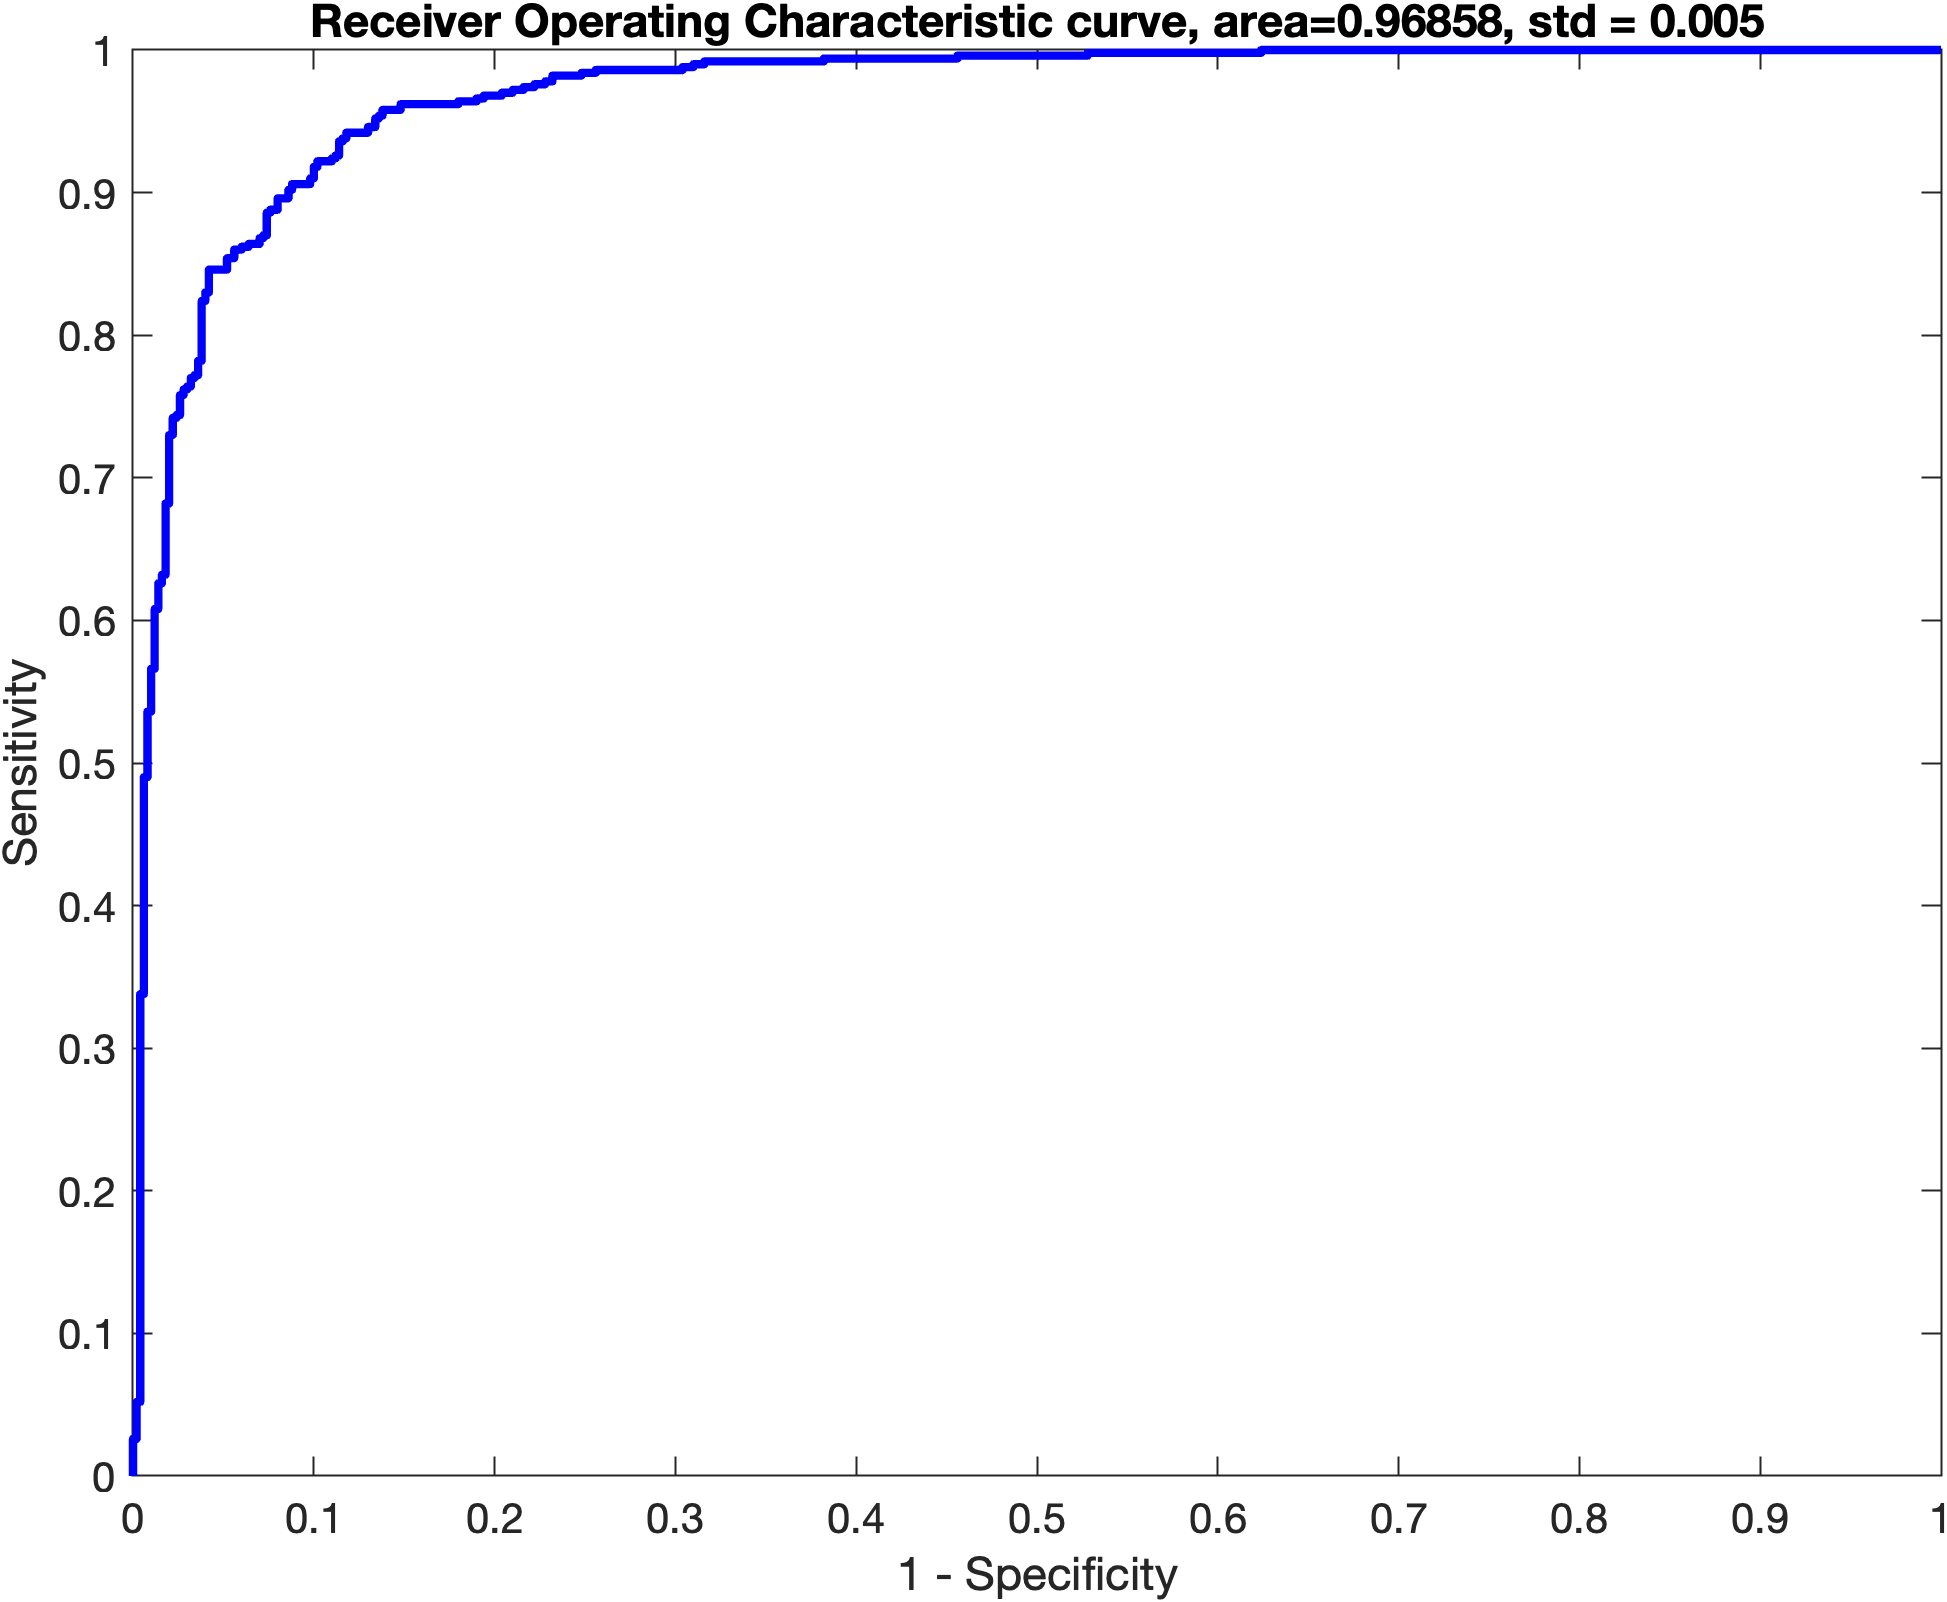 Receiver Operating Characteristic curve, area=0.96858, std = 0.005
1
0.9
0.8
0.7
0.6
0.5
0.4
0.3
0.2
0.1
0
Sensitivity
0 0.1 0.2 0.3 0.4 0.5 0.6 0.7 0.8 0.9 1
1 - Specificity